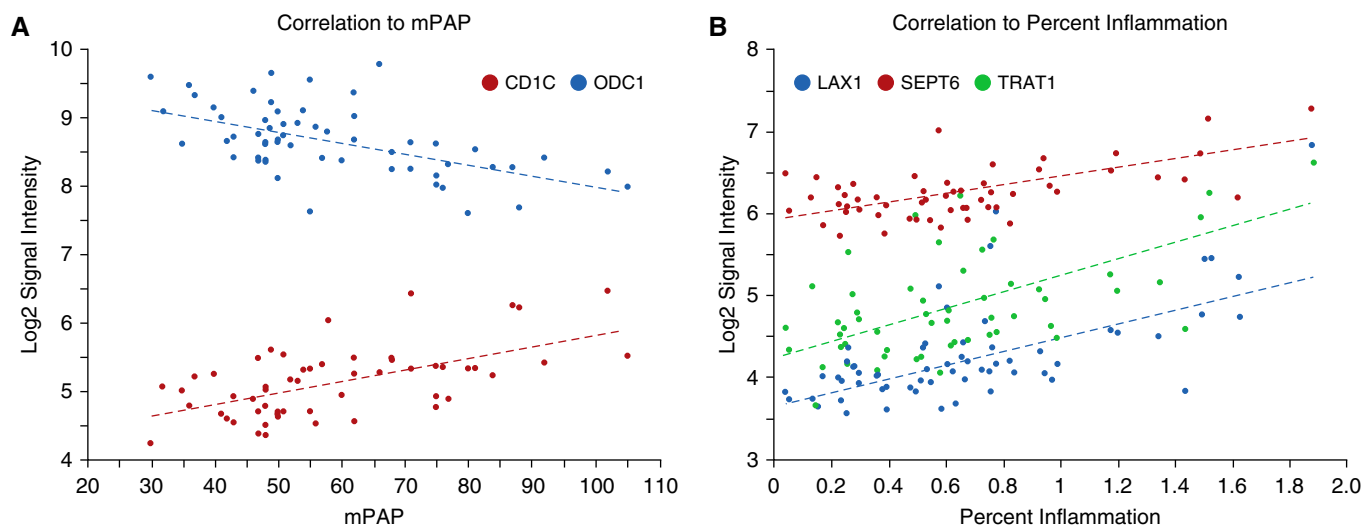 A
Correlation to mPAP
CD1C ODC1
Log2 Signal Intensity
10
9
8
7
6
5
4
20 30 40 50 60 70 80 90 100 110
mPAP
B
Correlation to Percent Inflammation
LAX1 SEPT6 TRAT1
Log2 Signal Intensity
8
7
6
5
4
3
0 0.2 0.4 0.6 0.8 1 1.2 1.4 1.6 1.8 2.0
Percent Inflammation